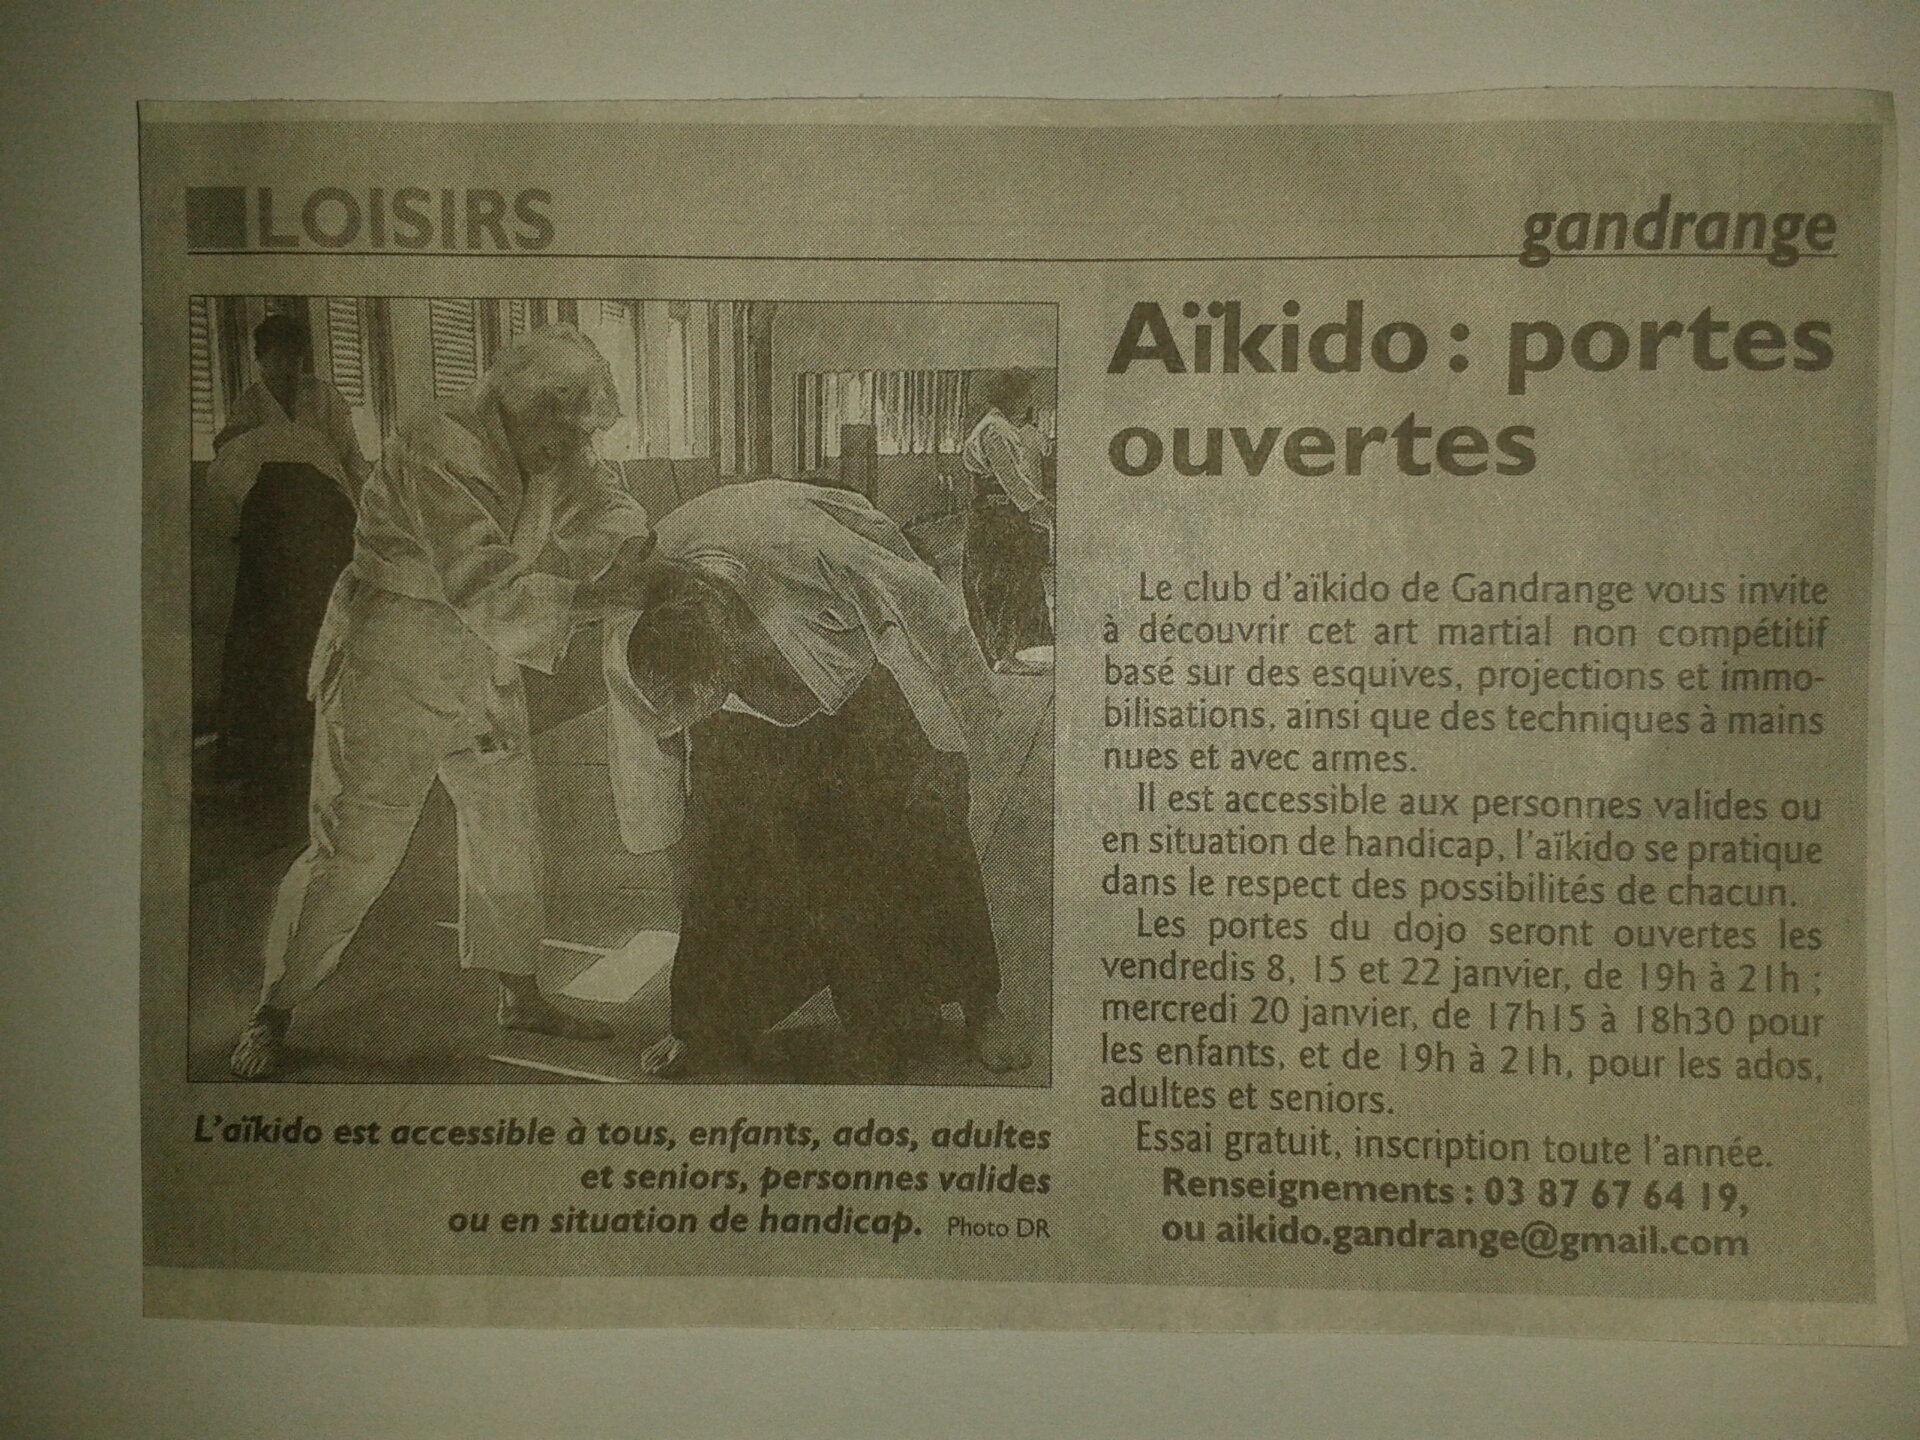 LOISIRS
gandrange
Aïkido : portes
ouvertes
Le club d'aïkido de Gandrange vous invite
à découvrir cet art martial non compétitif
basé sur des esquives, projections et immo-
bilisations, ainsi que des techniques à mains
nues et avec armes.
Il est accessible aux personnes valides ou
en situation de handicap, l'aïkido se pratique
dans le respect des possibilités de chacun.
Les portes du dojo seront ouvertes les
vendredis 8, 15 et 22 janvier, de 19h à 21h ;
mercredi 20 janvier, de 17h15 à 18h30 pour
les enfants, et de 19h à 21h, pour les ados,
adultes et seniors.
Essai gratuit, inscription toute l'année.
Renseignements : 03 87 67 64 19,
ou aikido.gandrange@gmail.com
L'aïkido est accessible à tous, enfants, ados, adultes
et seniors, personnes valides
ou en situation de handicap. Photo DR